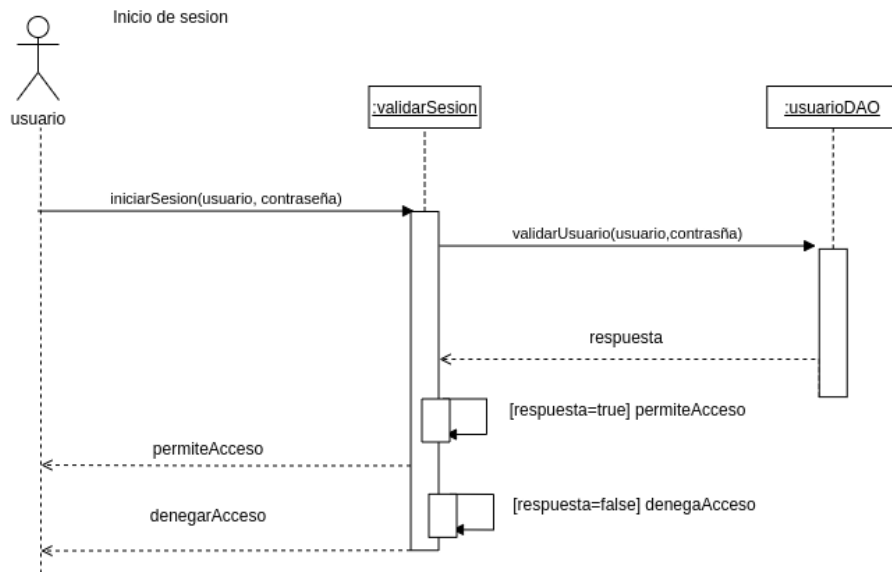 Inicio de sesion
usuario
:validarSesion
:usuarioDAO
iniciarSesion(usuario, contraseña)
validarUsuario(usuario,contrasña)
respuesta
[respuesta=true] permiteAcceso
permiteAcceso
[respuesta=false] denegaAcceso
denegarAcceso